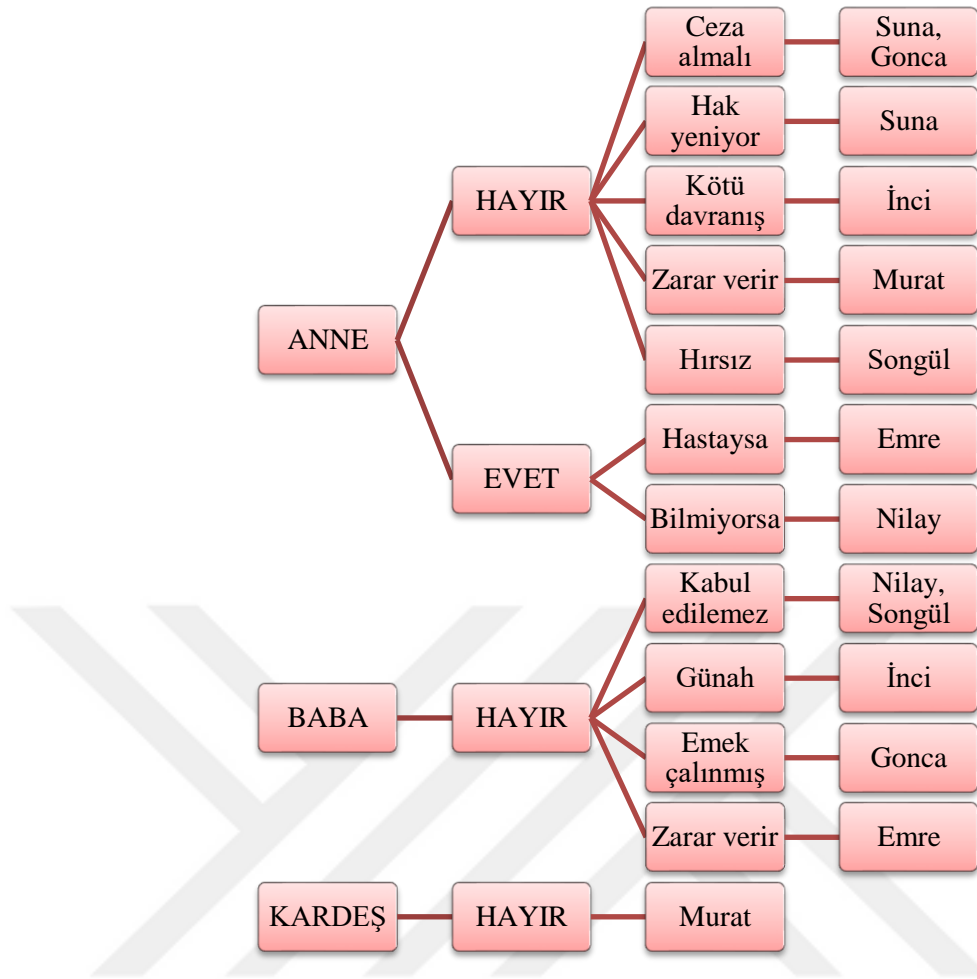 ANNE
HAYIR
Ceza
almalı
Suna,
Gonca
Hak
yeniyor
Suna
Kötü
davranış
İnci
Zarar verir
Murat
Hırsız
Songül
EVET
Hastaysa
Emre
Bilmiyorsa
Nilay
BABA
HAYIR
Kabul
edilemez
Nilay,
Songül
Günah
İnci
Emek
çalınmış
Gonca
Zarar verir
Emre
KARDEŞ
HAYIR
Murat